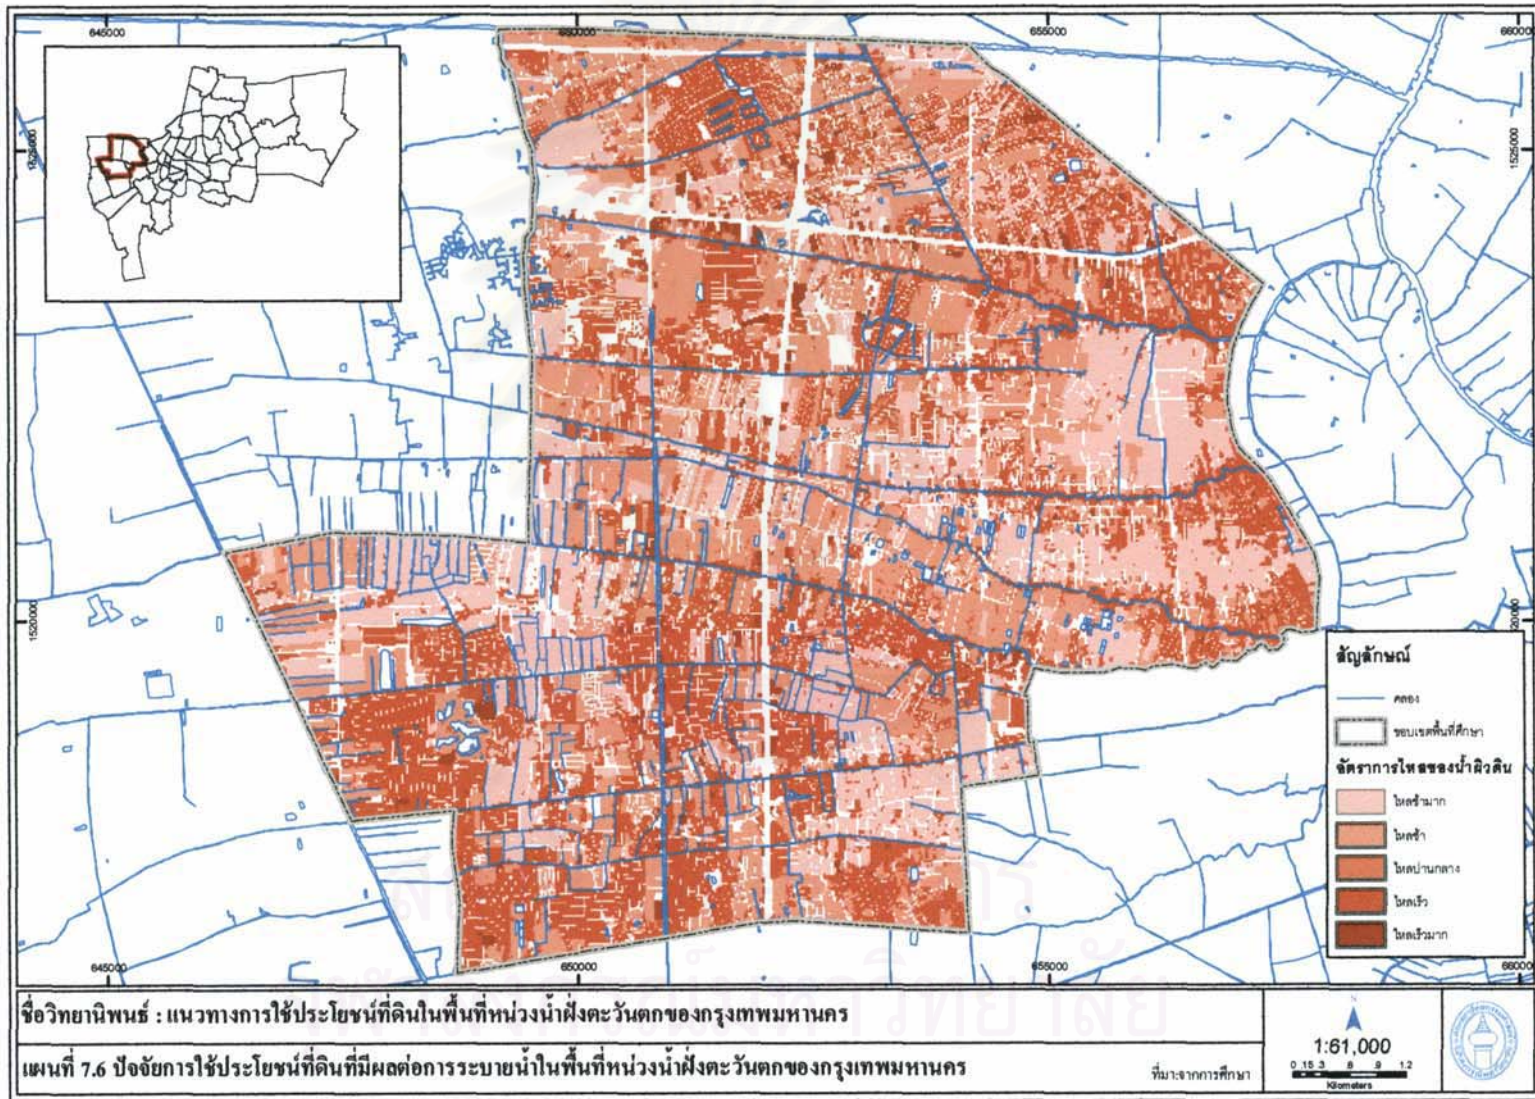 645000
650000
655000
660000
1525000
1525000
1520000
สัญลักษณ์
คลอง
ขอบเขตพื้นที่ศึกษา
อัตราการไหลของน้ำผิวดิน
ไหลช้ามาก
ไหลช้า
ไหลปานกลาง
ไหลเร็ว
ไหลเร็วมาก
645000
650000
655000
660000
ชื่อวิทยานิพนธ์ : แนวทางการใช้ประโยชน์ที่ดินในพื้นที่หน่วงน้ำฝั่งตะวันตกของกรุงเทพมหานคร
แผนที่ 7.6 ปัจจัยการใช้ประโยชน์ที่ดินที่มีผลต่อการระบายน้ำในพื้นที่หน่วงน้ำฝั่งตะวันตกของกรุงเทพมหานคร
ที่มา:จากการศึกษา
N
1:61,000
0 .15 .3 .6 .9 1.2
Kilometers